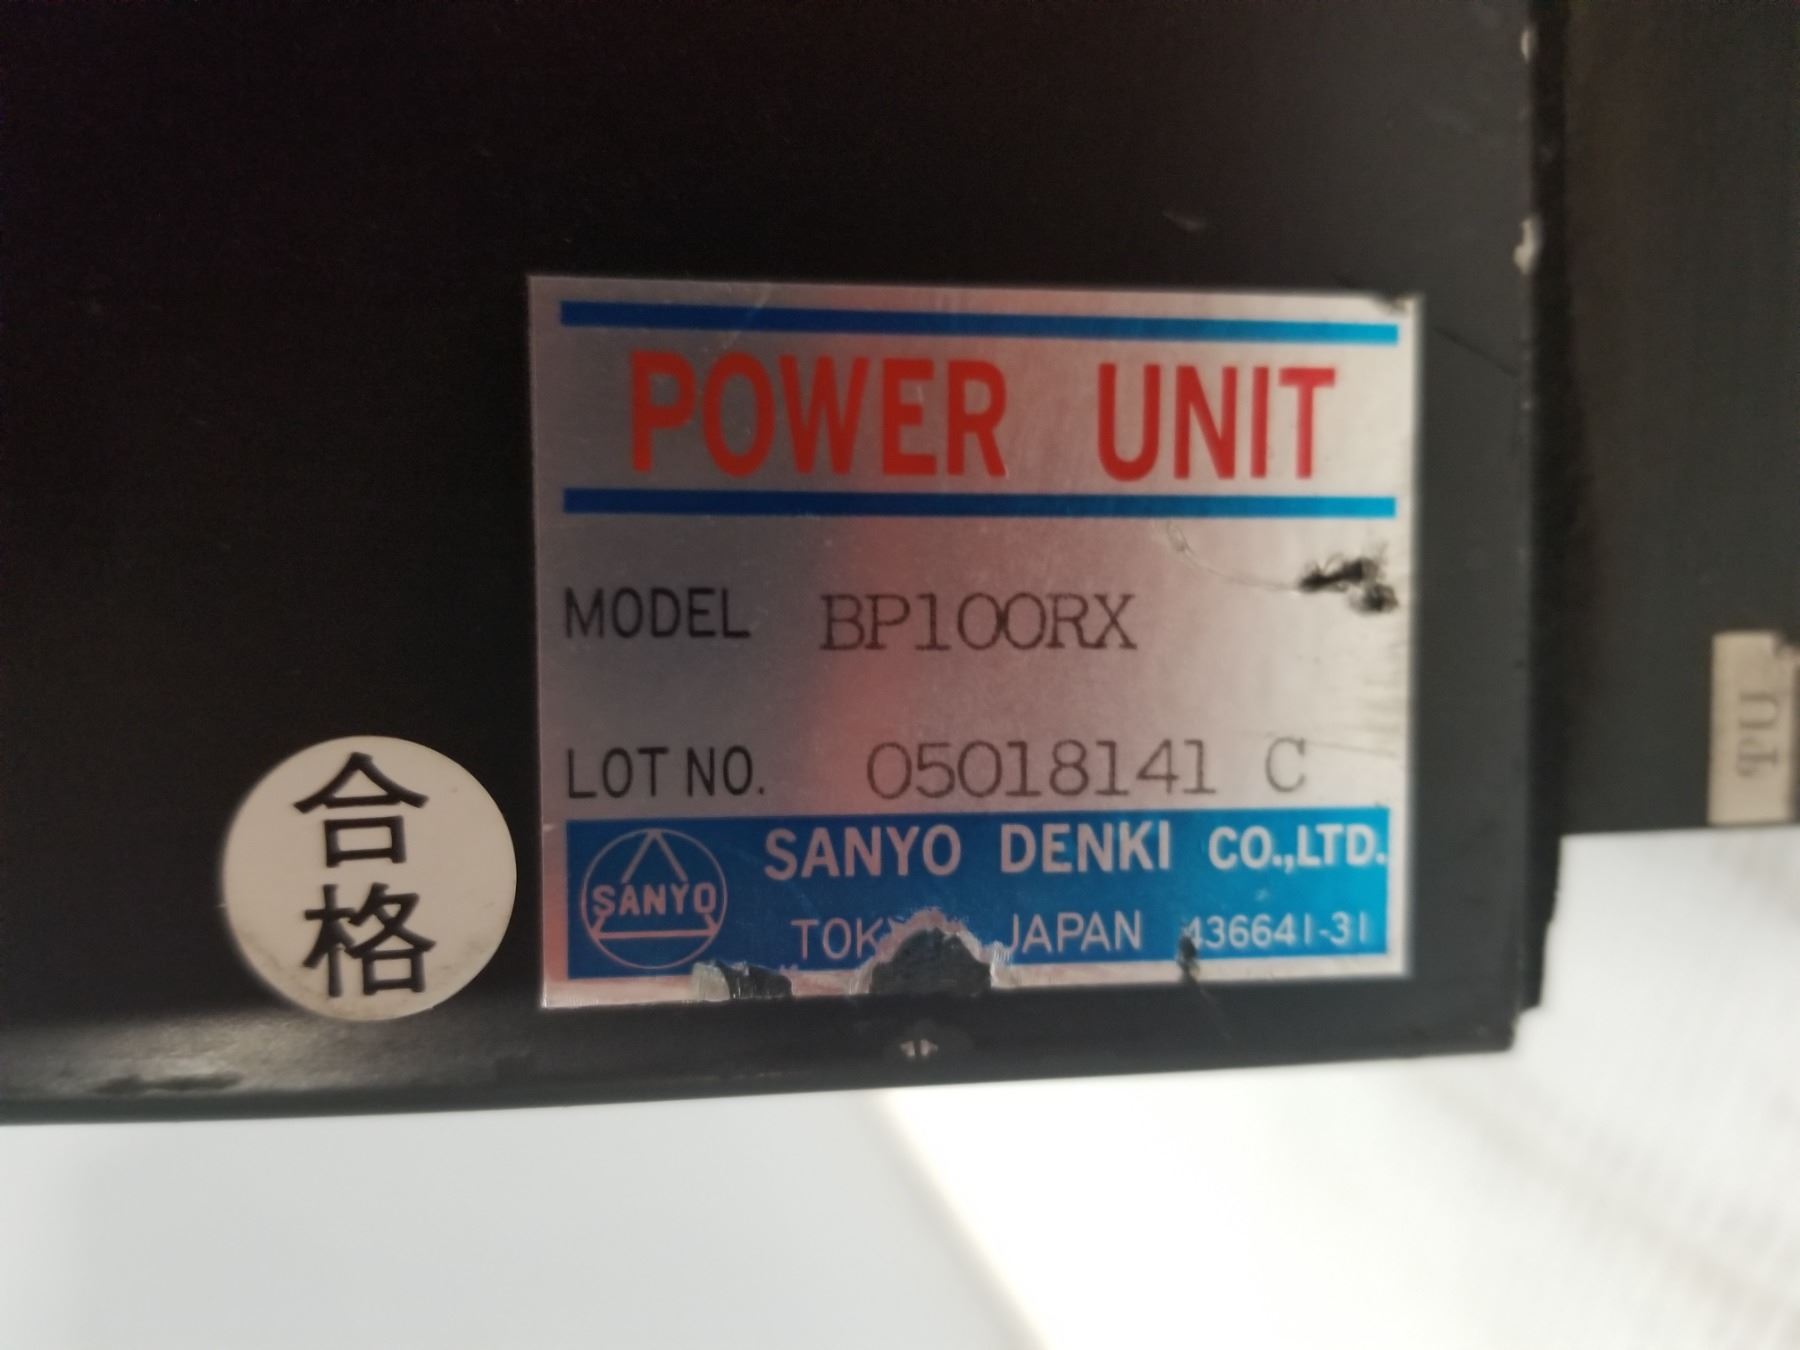 POWER UNIT
MODEL BP100RX
LOT NO. 05018141 C
SANYO
SANYO DENKI CO.,LTD.
JAPAN 436641-31
合格